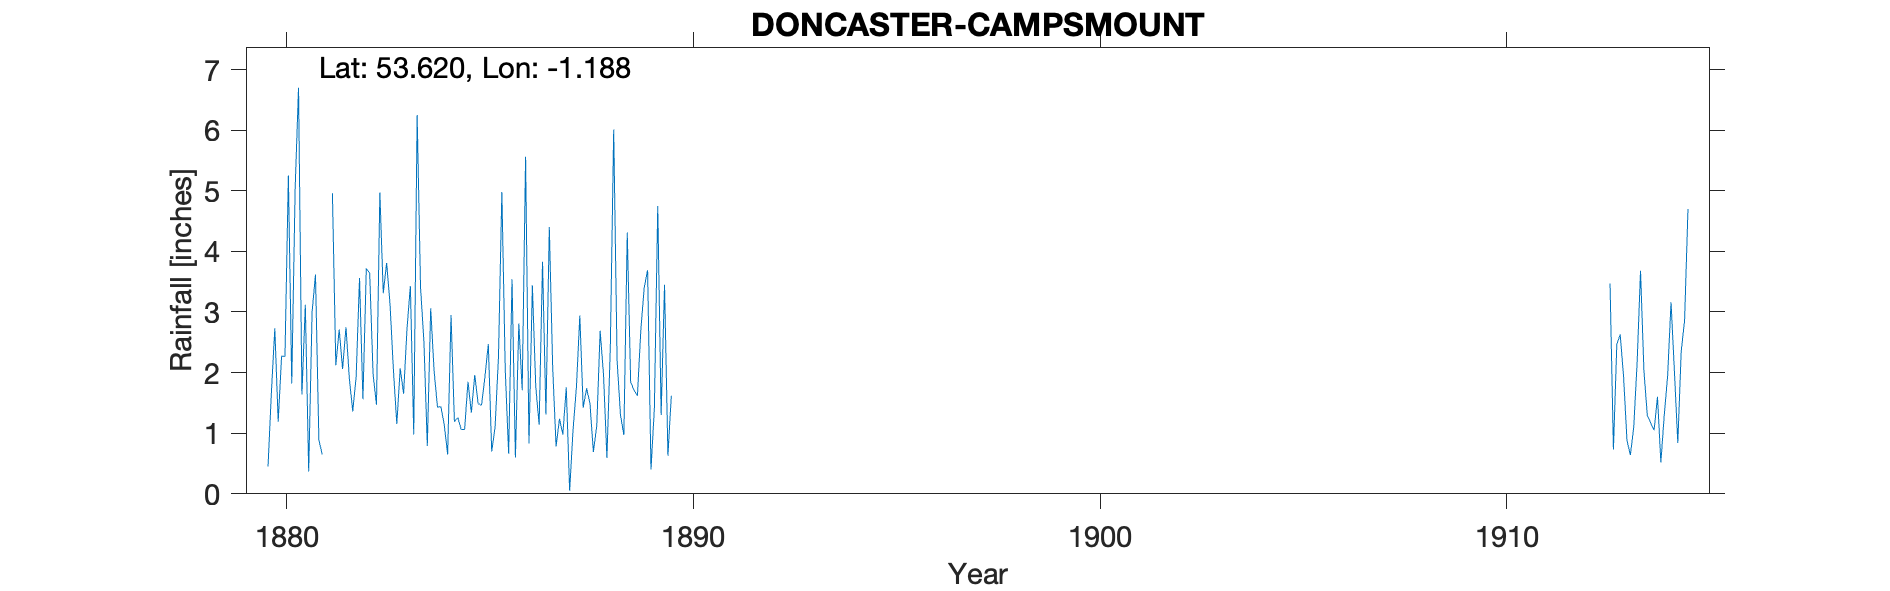 DONCASTER-CAMPSMOUNT
Lat: 53.620, Lon: -1.188
7
6
5
4
3
2
1
0
Rainfall [inches]
1880 1890 1900 1910
Year